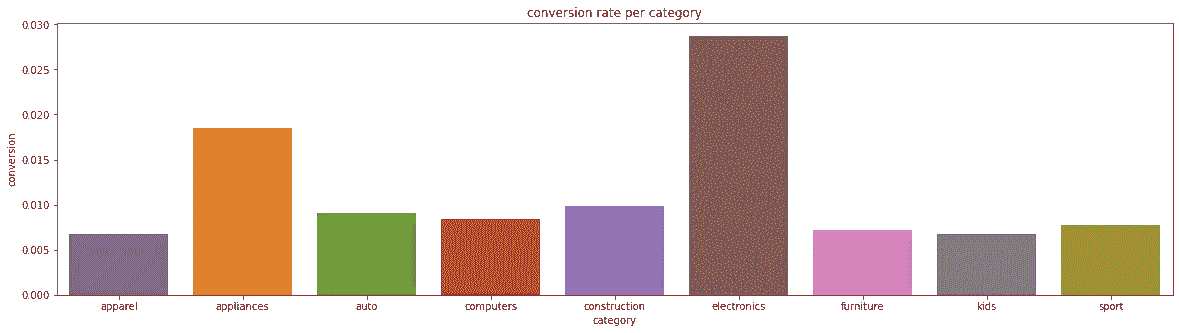 conversion rate per category
0.030
0.025
0.020
0.015
0.010
0.005
0.000
conversion
apparel appliances auto computers construction electronics furniture kids sport
category